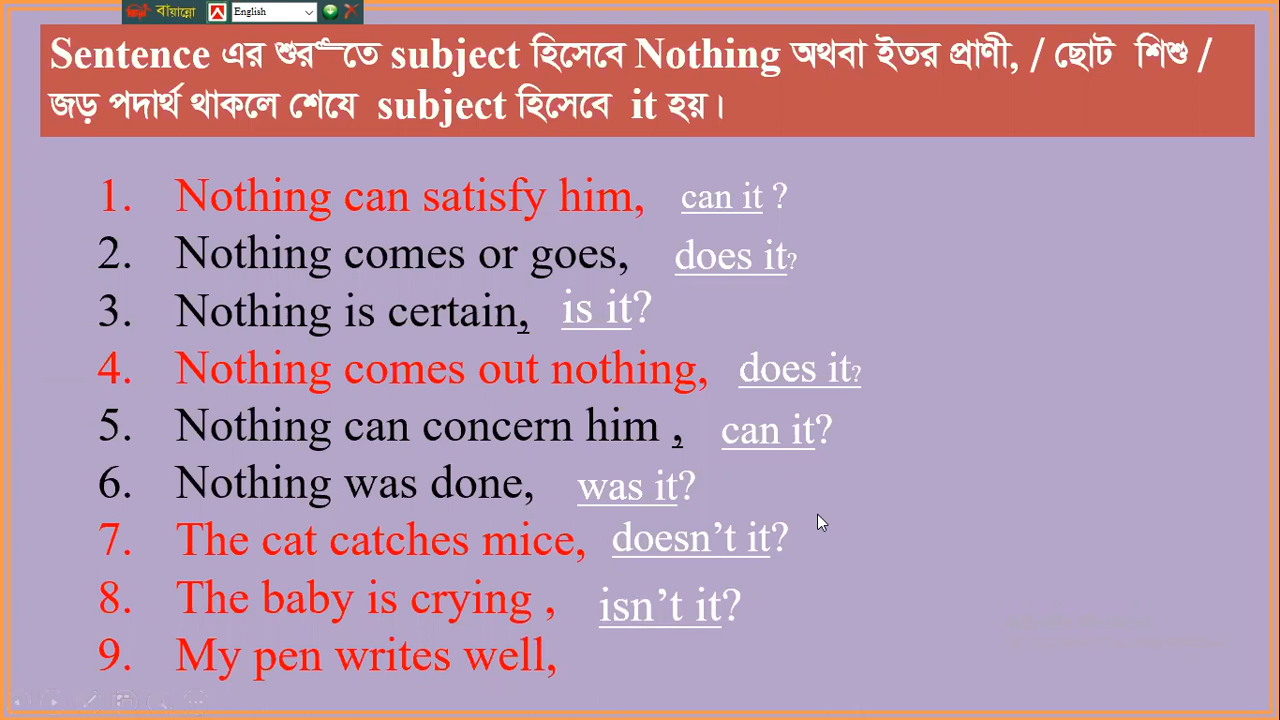 বায়ান্নো English
Sentence এর শুরুতে subject হিসেবে Nothing অথবা ইতর প্রাণী, / ছোট শিশু /
জড় পদার্থ থাকলে শেষে subject হিসেবে it হয়।
1. Nothing can satisfy him, can it ?
2. Nothing comes or goes, does it?
3. Nothing is certain, is it?
4. Nothing comes out nothing, does it?
5. Nothing can concern him , can it?
6. Nothing was done, was it?
7. The cat catches mice, doesn’t it?
8. The baby is crying , isn’t it?
9. My pen writes well,